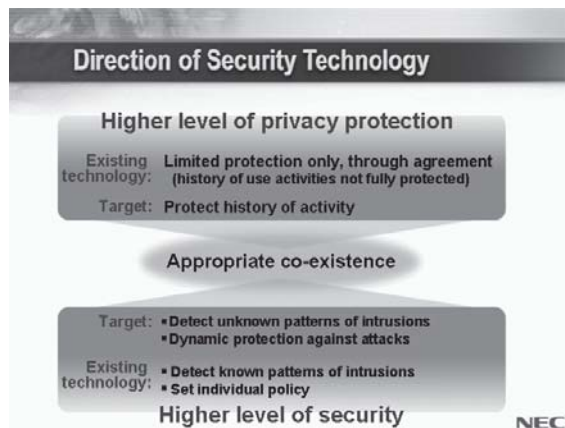 Direction of Security Technology
Higher level of privacy protection
Existing technology: Limited protection only, through agreement
(history of use activities not fully protected)
Target: Protect history of activity
Appropriate co-existence
Target: ▪ Detect unknown patterns of intrusions
▪ Dynamic protection against attacks
Existing technology: ▪ Detect known patterns of intrusions
▪ Set individual policy
Higher level of security
NEC